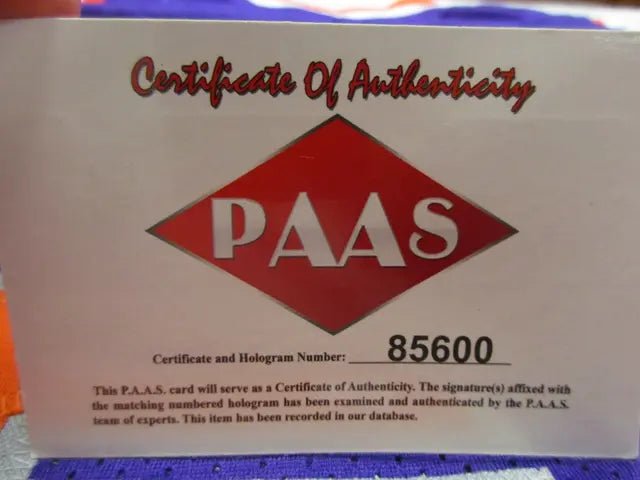 Certificate Of Authenticity
PAAS
Certificate and Hologram Number: 85600
This P.A.A.S. card will serve as a Certificate of Authenticity. The signature(s) affixed with
the matching numbered hologram has been examined and authenticated by the P.A.A.S.
team of experts. This item has been recorded in our database.